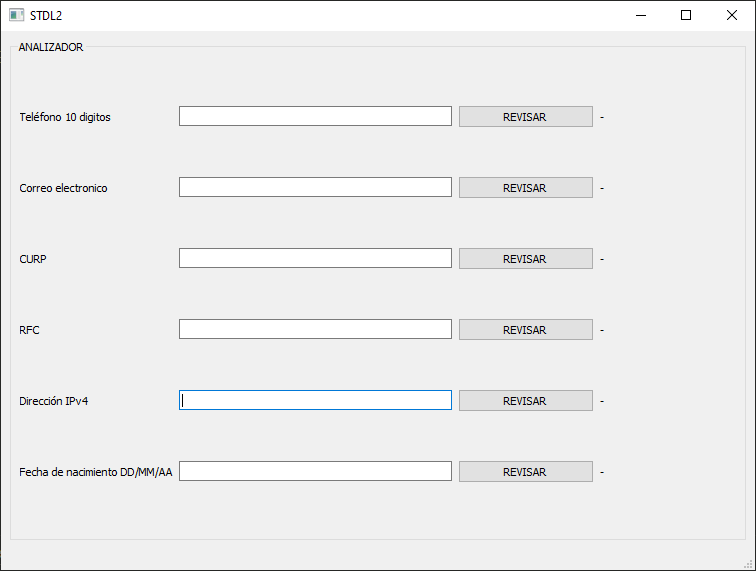 STDL2
ANALIZADOR
Teléfono 10 digitos REVISAR -
Correo electronico REVISAR -
CURP REVISAR -
RFC REVISAR -
Dirección IPv4 REVISAR -
Fecha de nacimiento DD/MM/AA REVISAR -